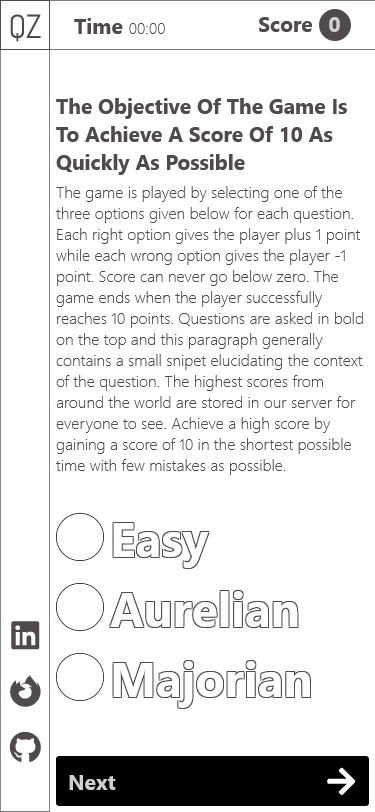 QZ
Time 00:00
Score 0
The Objective Of The Game Is
To Achieve A Score Of 10 As
Quickly As Possible
The game is played by selecting one of the
three options given below for each question.
Each right option gives the player plus 1 point
while each wrong option gives the player -1
point. Score can never go below zero. The
game ends when the player successfully
reaches 10 points. Questions are asked in bold
on the top and this paragraph generally
contains a small snipet elucidating the context
of the question. The highest scores from
around the world are stored in our server for
everyone to see. Achieve a high score by
gaining a score of 10 in the shortest possible
time with few mistakes as possible.
Easy
Aurelian
Majorian
in
Next